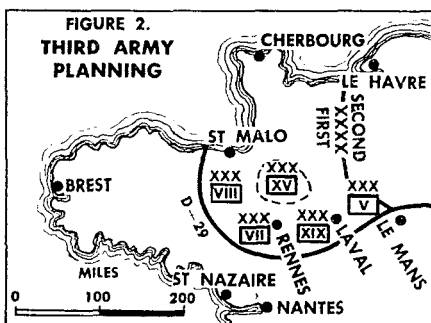 FIGURE 2.
THIRD ARMY
PLANNING
CHERBOURG
LE HAVRE
SECOND
XXXX
FIRST
ST MALO
XXX
VIII
XXX
XV
XXX
V
BREST
D-29
XXX
VII
XXX
XIX
RENNES
LAVAL
LE MANS
MILES
0 100 200
ST NAZAIRE
NANTES